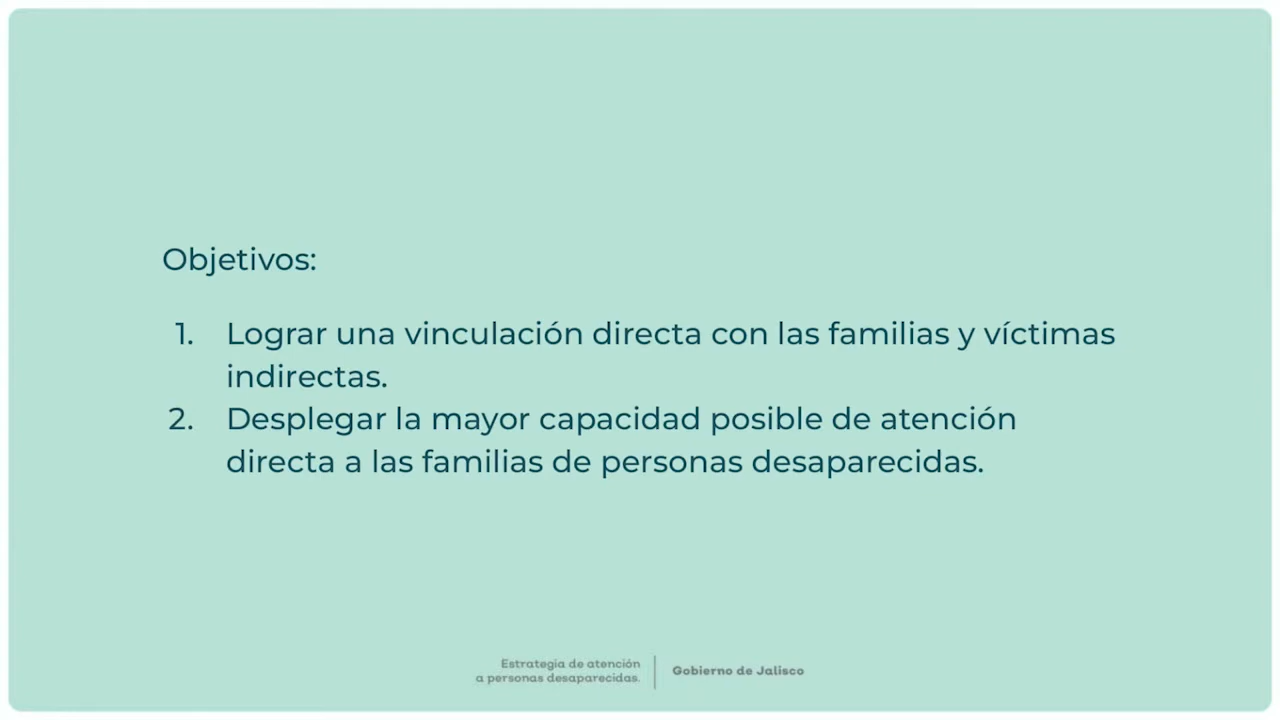 Objetivos:
1. Lograr una vinculación directa con las familias y víctimas
indirectas.
2. Desplegar la mayor capacidad posible de atención
directa a las familias de personas desaparecidas.
Estrategia de atención
a personas desaparecidas.
Gobierno de Jalisco